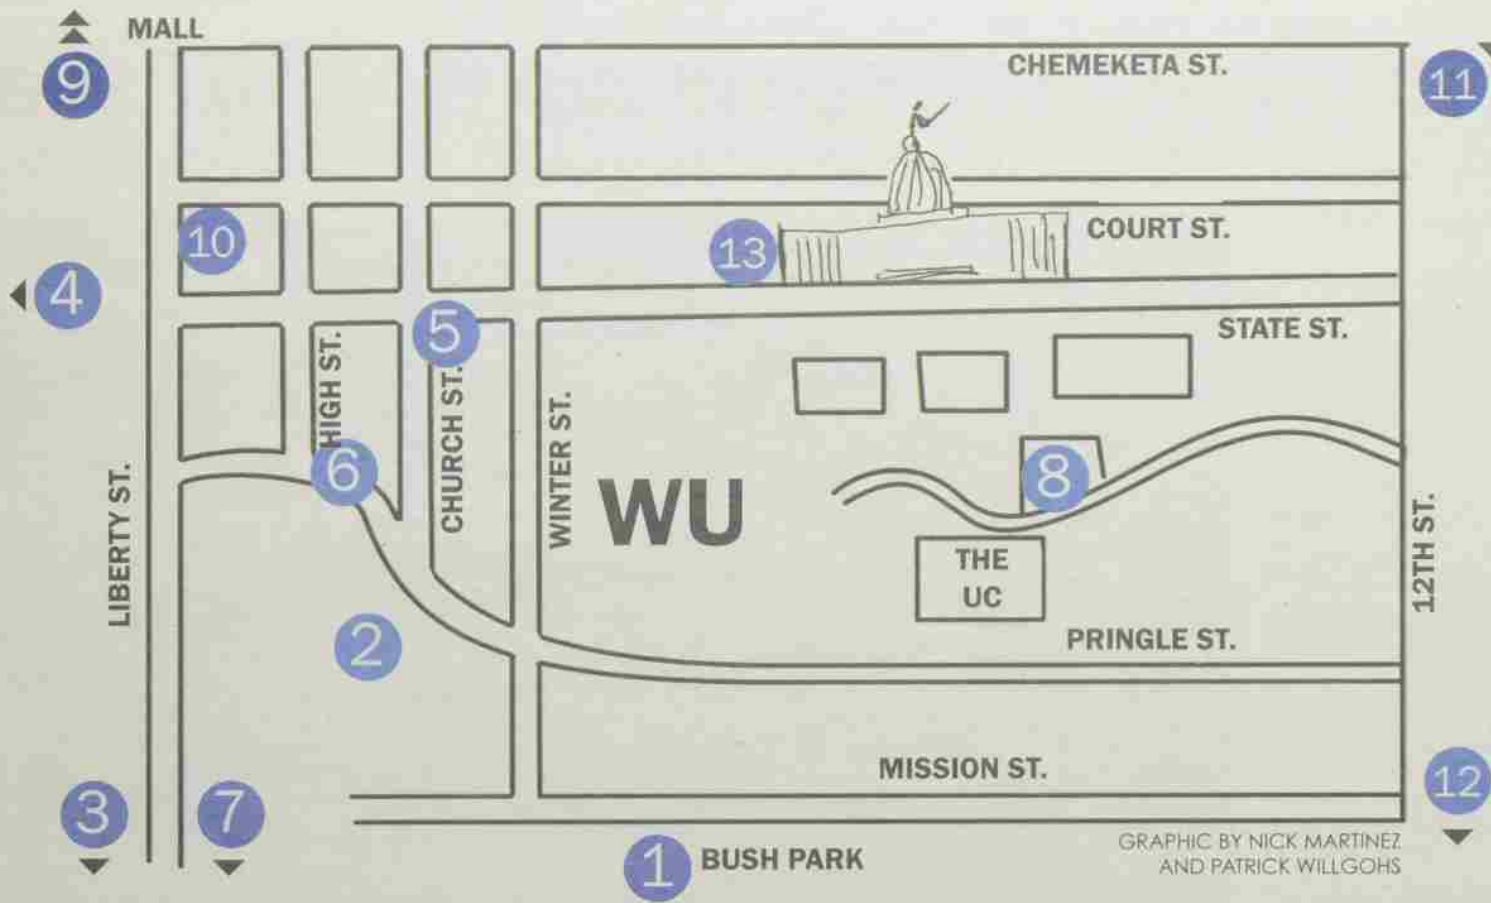 MALL
9
CHEMEKETA ST.
11
10
13
COURT ST.
4
5
STATE ST.
HIGH ST.
CHURCH ST.
6
WINTER ST.
WU
8
LIBERTY ST.
12TH ST.
THE
UC
2
PRINGLE ST.
MISSION ST.
12
3
7
1
BUSH PARK
GRAPHIC BY NICK MARTINEZ
AND PATRICK WILLGOHS